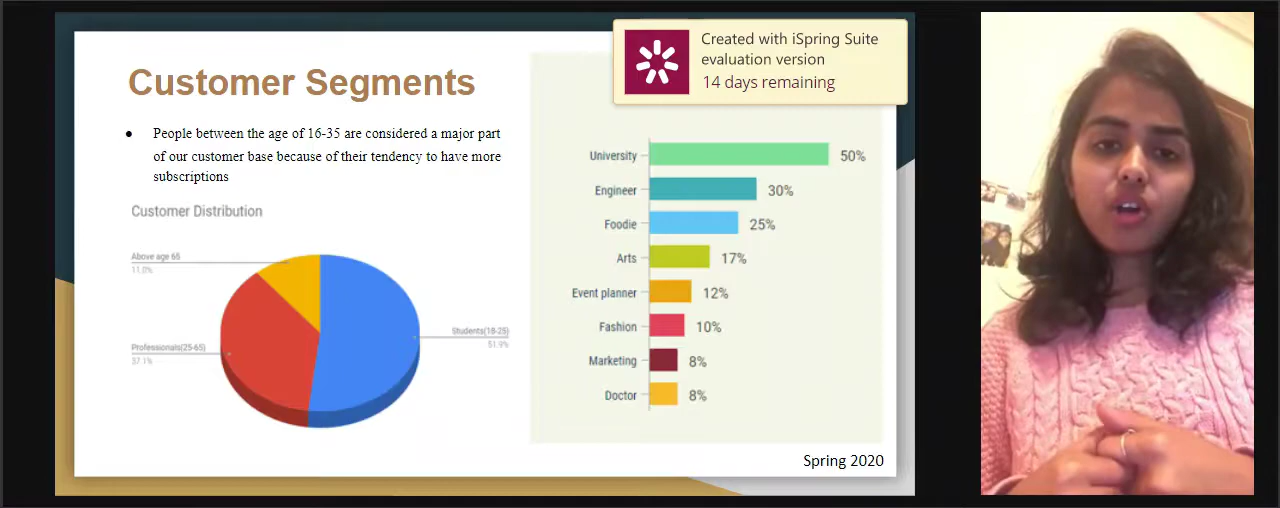 Created with iSpring Suite
evaluation version
14 days remaining
Customer Segments
● People between the age of 16-35 are considered a major part
of our customer base because of their tendency to have more
subscriptions
Customer Distribution
Above age 65
11.0%
Professionals(25-65)
37.1%
Students(18-25)
51.9%
University 50%
Engineer 30%
Foodie 25%
Arts 17%
Event planner 12%
Fashion 10%
Marketing 8%
Doctor 8%
Spring 2020